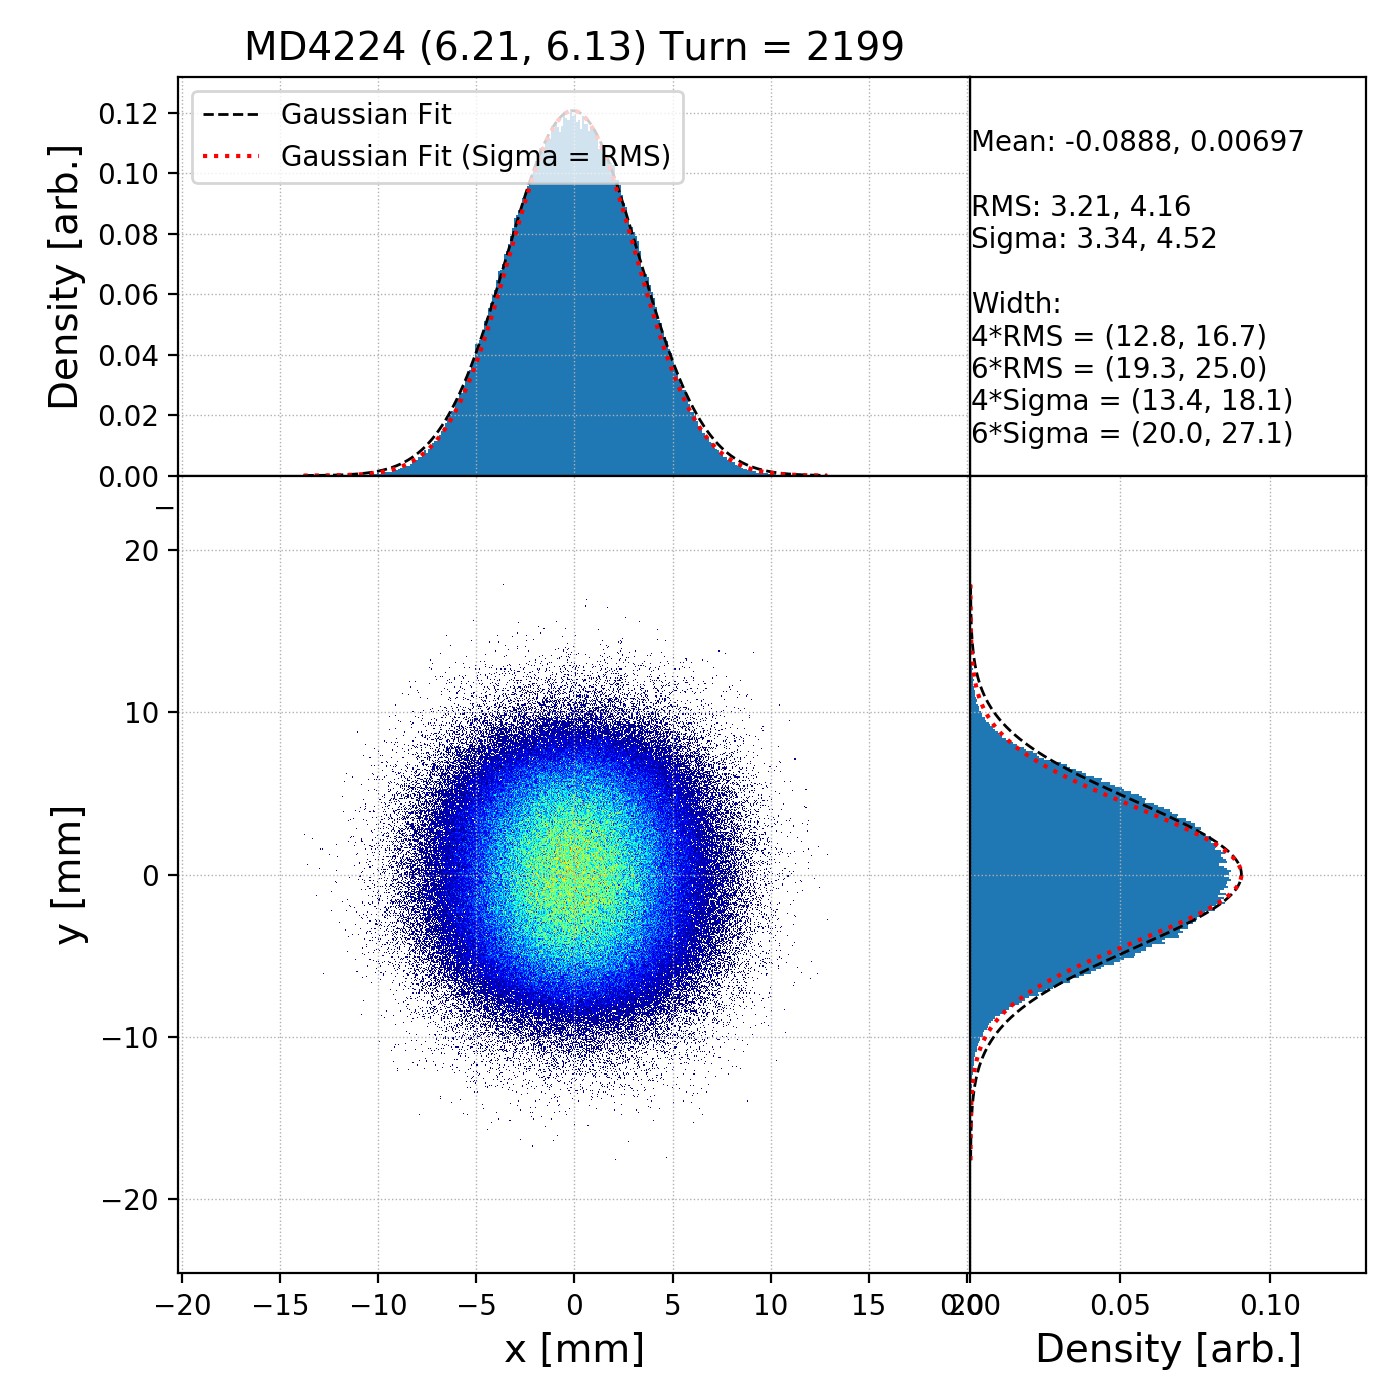 MD4224 (6.21, 6.13) Turn = 2199
Gaussian Fit
Gaussian Fit (Sigma = RMS)
Density [arb.]
0.12
0.10
0.08
0.06
0.04
0.02
0.00
Mean: -0.0888, 0.00697
RMS: 3.21, 4.16
Sigma: 3.34, 4.52
Width:
4*RMS = (12.8, 16.7)
6*RMS = (19.3, 25.0)
4*Sigma = (13.4, 18.1)
6*Sigma = (20.0, 27.1)
y [mm]
20
10
0
−10
−20
−20 −15 −10 −5 0 5 10 15
x [mm]
0.05 0.10
Density [arb.]